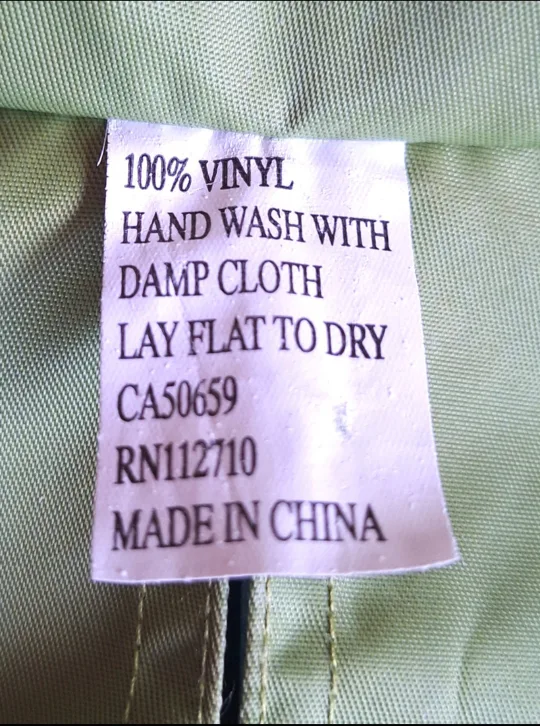 100% VINYL
HAND WASH WITH
DAMP CLOTH
LAY FLAT TO DRY
CA50659
RN112710
MADE IN CHINA